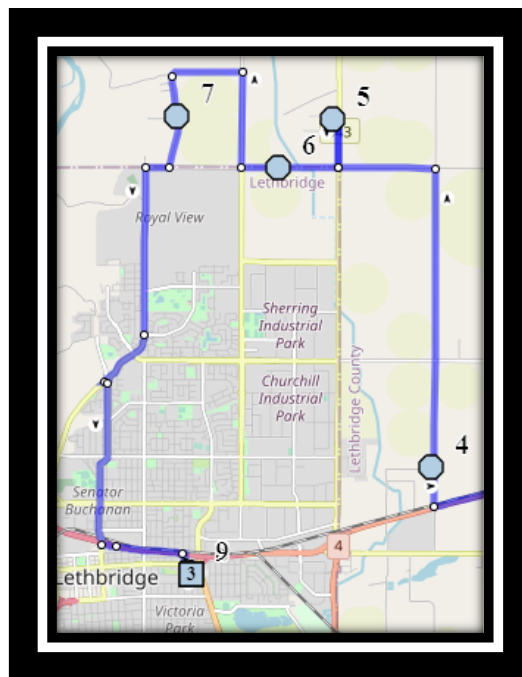 7
5
3
6
Lethbridge
Royal View
Sherring
Industrial
Park
Churchill
Industrial
Park
Lethbridge County
4
Senator
Buchanan
9
4
Lethbridge
3
Victoria
Park